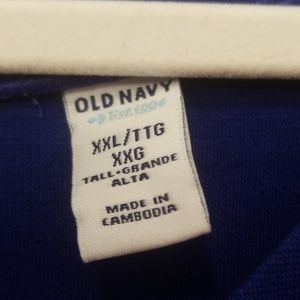 OLD NAVY
Est. 1994
XXL/TTG
XXG
TALL-GRANDE
ALTA
MADE IN
CAMBODIA